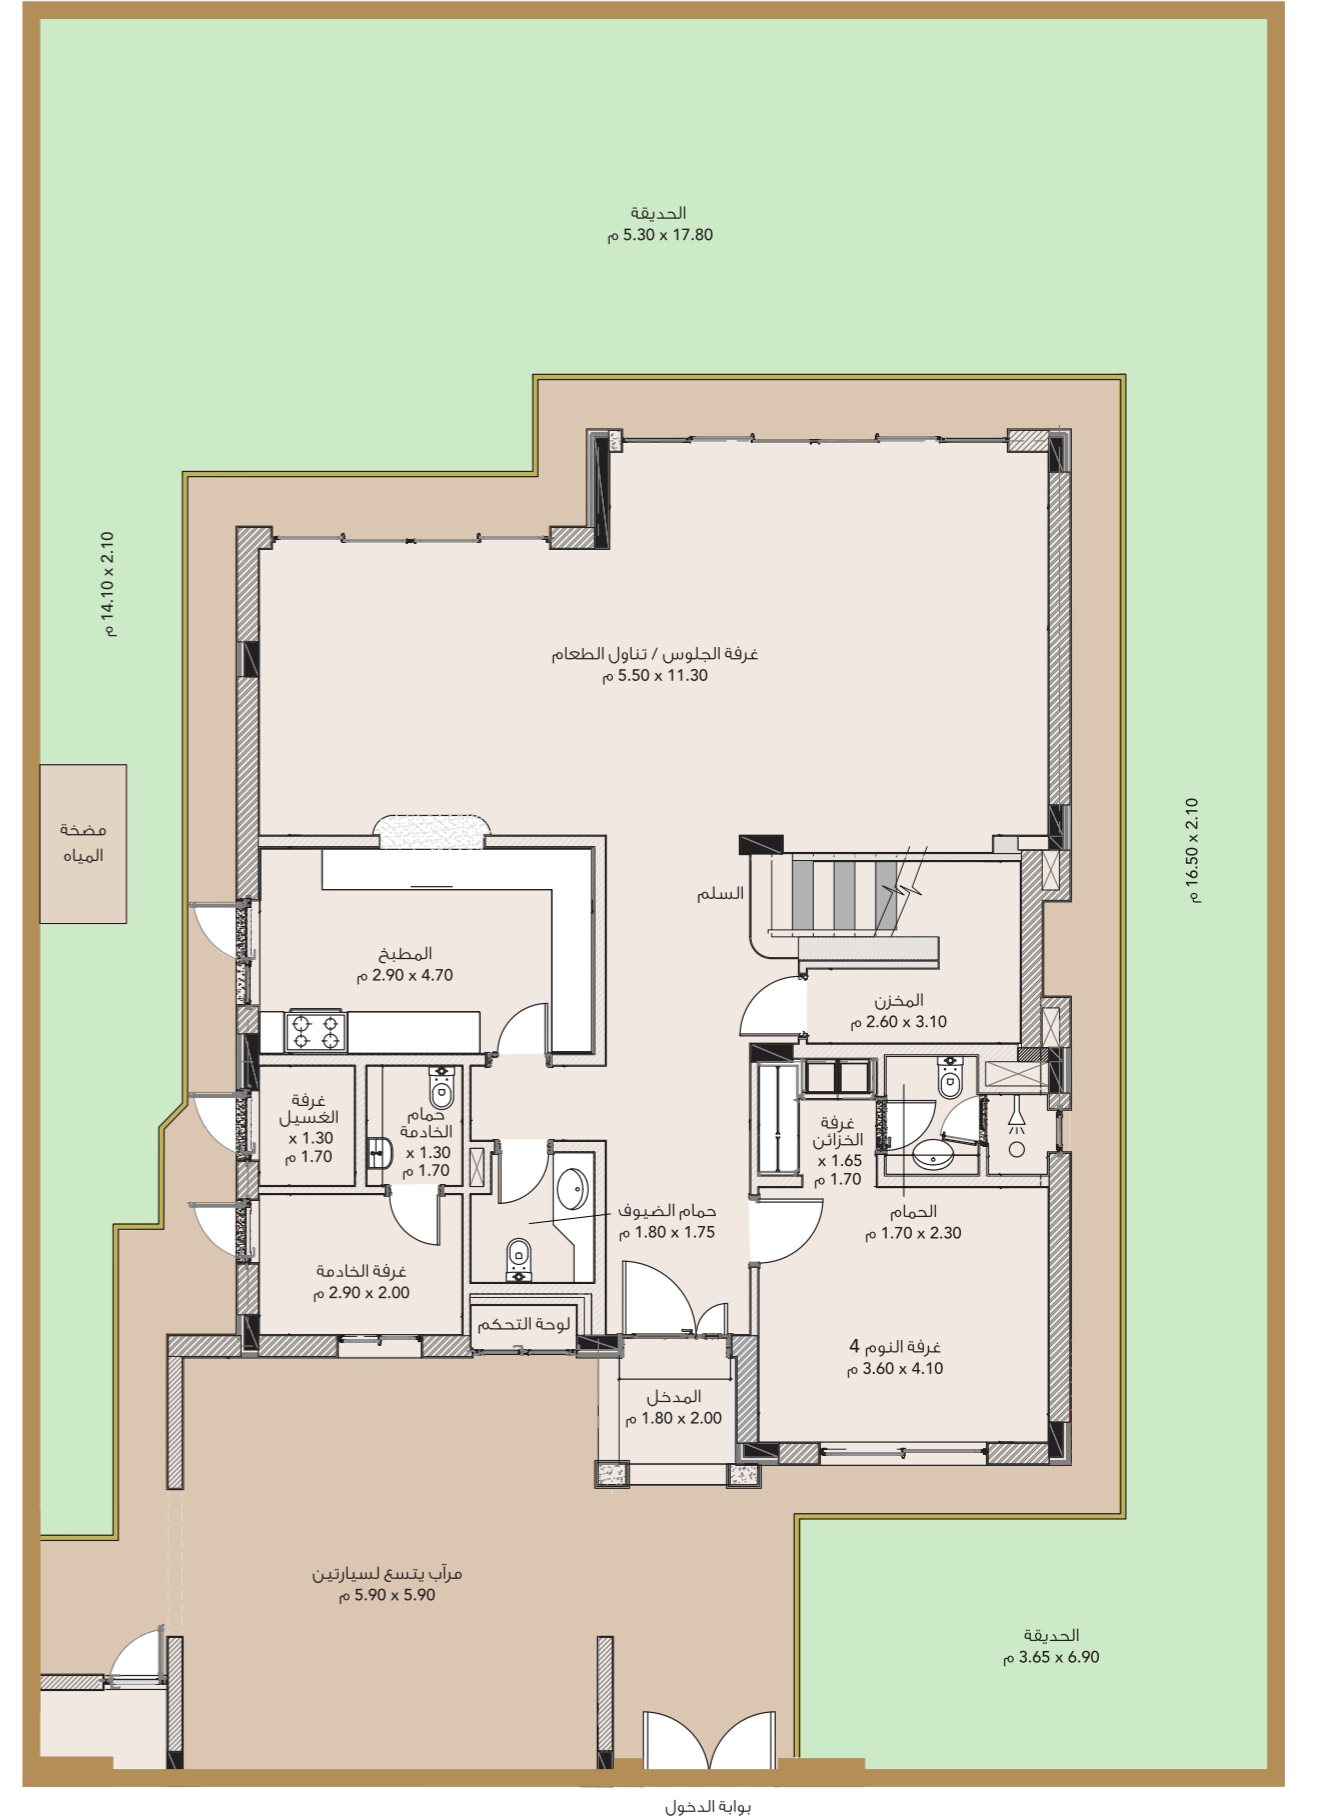 الحديقة
5.30 x 17.80 م
14.10 x 2.10 م
غرفة الجلوس / تناول الطعام
5.50 x 11.30 م
مضخة
المياه
16.50 x 2.10 م
السلم
المطبخ
2.90 x 4.70 م
المخزن
2.60 x 3.10 م
غرفة
الغسيل
1.30 x
1.70 م
حمام
الخادمة
1.30 x
1.70 م
غرفة
الخزائن
1.65 x
1.70 م
حمام الضيوف
1.80 x 1.75 م
الحمام
1.70 x 2.30 م
غرفة الخادمة
2.90 x 2.00 م
لوحة التحكم
غرفة النوم 4
3.60 x 4.10 م
المدخل
1.80 x 2.00 م
مرآب يتسع لسيارتين
5.90 x 5.90 م
الحديقة
3.65 x 6.90 م
بوابة الدخول